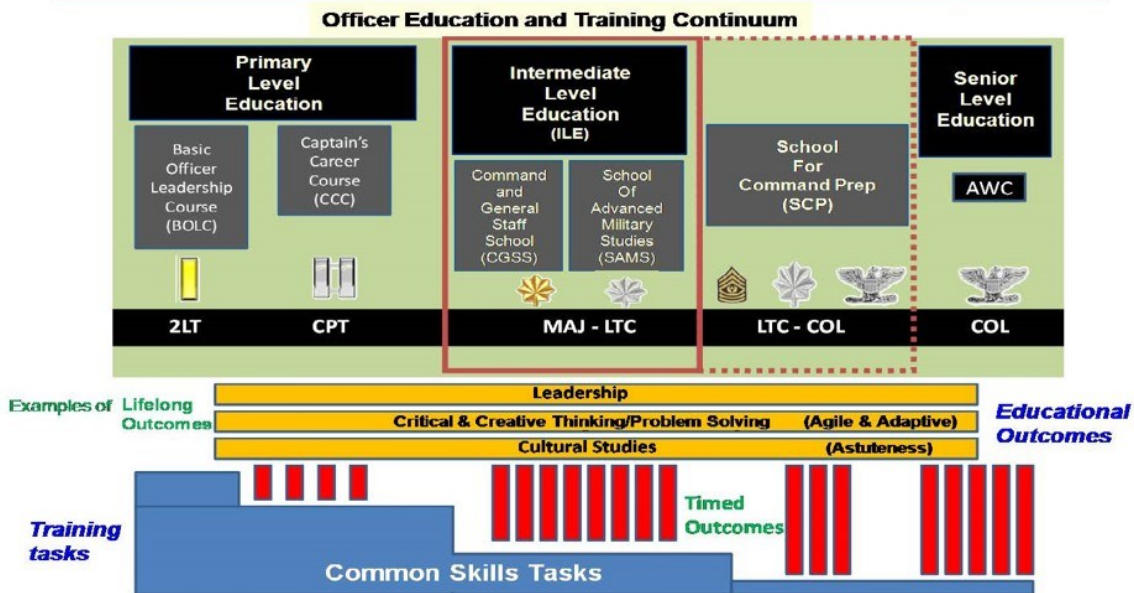 Officer Education and Training Continuum
Primary
Level
Education
Basic
Officer
Leadership
Course
(BOLC)
Captain's
Career
Course
(CCC)
Intermediate
Level
Education
(ILE)
Command
and
General
Staff
School
(CGSS)
School
Of
Advanced
Military
Studies
(SAMS)
School
For
Command Prep
(SCP)
Senior
Level
Education
AWC
2LT
CPT
MAJ - LTC
LTC - COL
COL
Examples of
Lifelong
Outcomes
Leadership
Critical & Creative Thinking/Problem Solving (Agile & Adaptive)
Cultural Studies (Astuteness)
Educational
Outcomes
Timed
Outcomes
Training
tasks
Common Skills Tasks